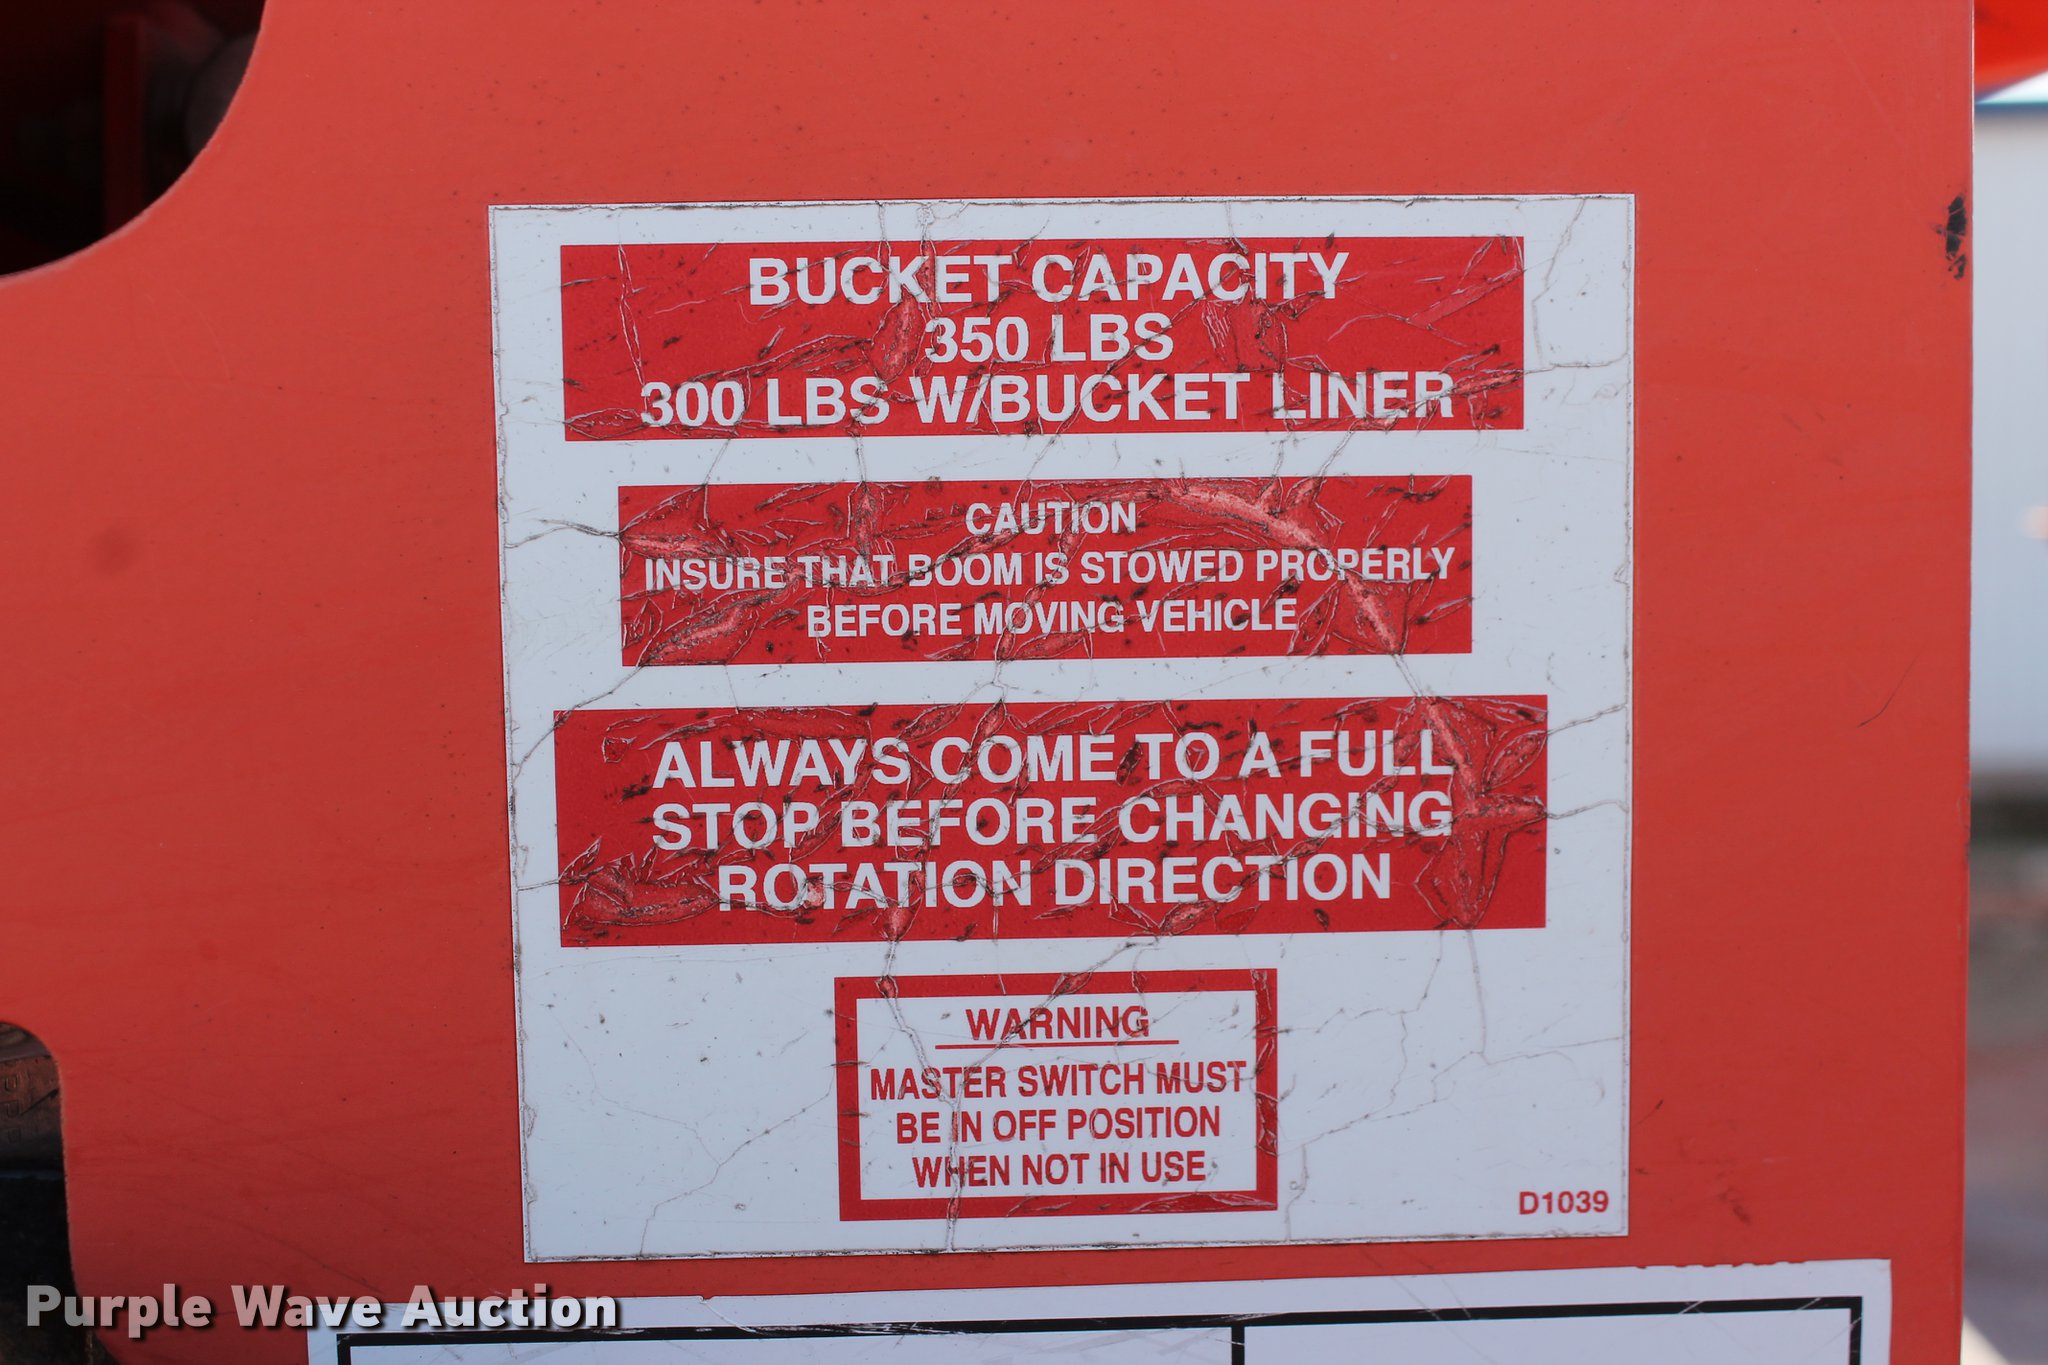 BUCKET CAPACITY
350 LBS
300 LBS W/BUCKET LINER
CAUTION
INSURE THAT BOOM IS STOWED PROPERLY
BEFORE MOVING VEHICLE
ALWAYS COME TO A FULL
STOP BEFORE CHANGING
ROTATION DIRECTION
WARNING
MASTER SWITCH MUST
BE IN OFF POSITION
WHEN NOT IN USE
D1039
Purple Wave Auction